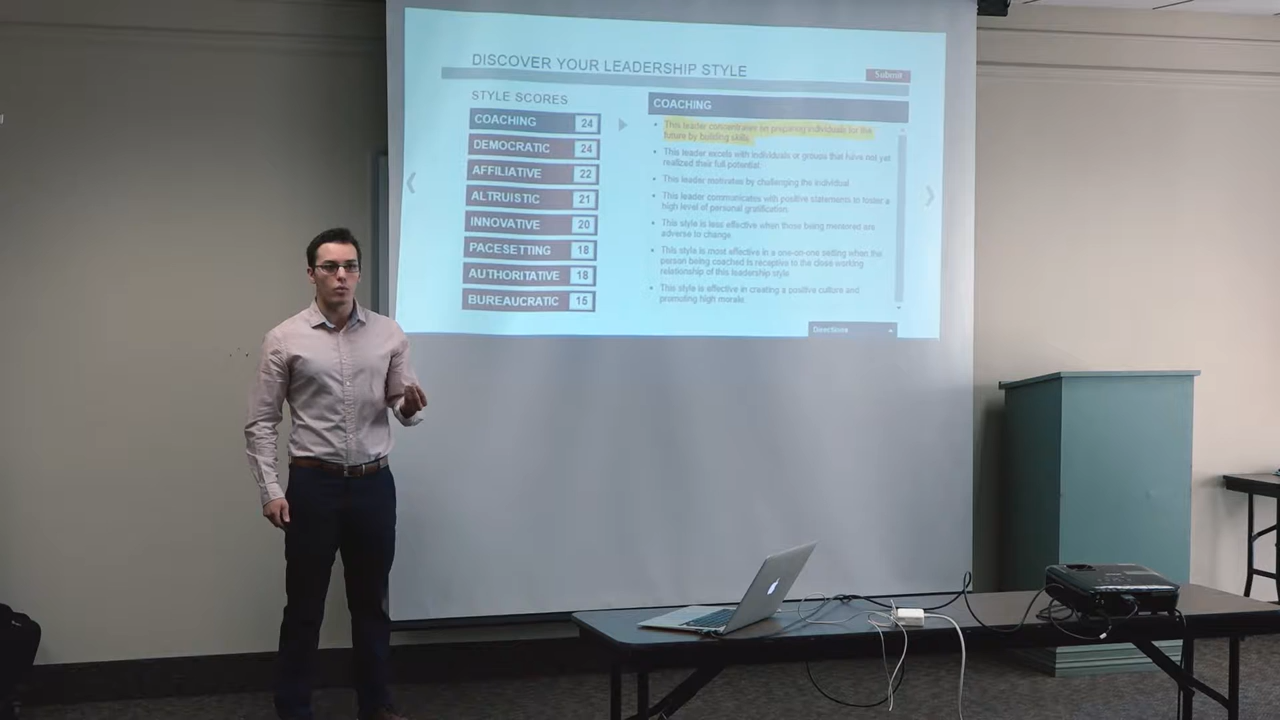 DISCOVER YOUR LEADERSHIP STYLE
Submit
STYLE SCORES
COACHING 24
DEMOCRATIC 24
AFFILIATIVE 22
ALTRUISTIC 21
INNOVATIVE 20
PACESETTING 18
AUTHORITATIVE 18
BUREAUCRATIC 15
COACHING
This leader concentrates on preparing individuals for the
future by building skills.
This leader excels with individuals or groups that have not yet
realized their full potential.
This leader motivates by challenging the individual.
This leader communicates with positive statements to foster a
high level of personal gratification.
This style is less effective when those being mentored are
adverse to change.
This style is most effective in a one-on-one setting when the
person being coached is receptive to the close working
relationship of this leadership style.
This style is effective in creating a positive culture and
promoting high morale.
Directions